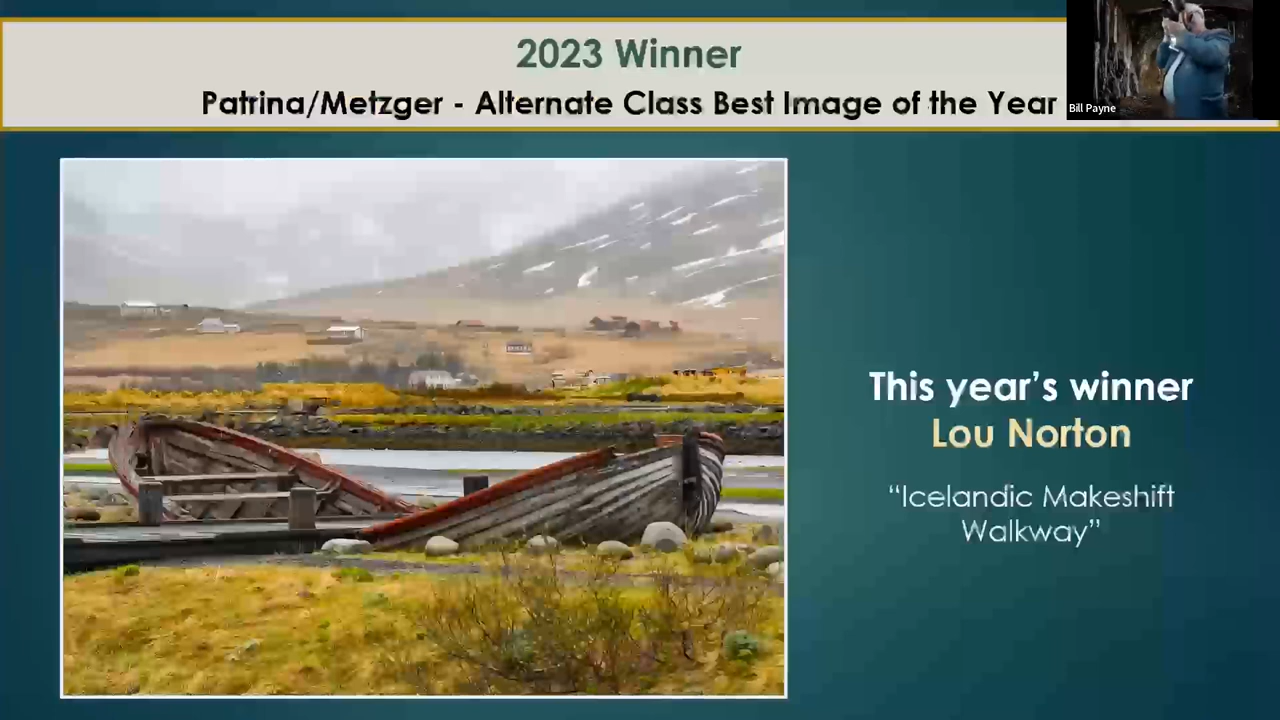 2023 Winner
Patrina/Metzger - Alternate Class Best Image of the Year
Bill Payne
This year's winner
Lou Norton
“Icelandic Makeshift
Walkway”